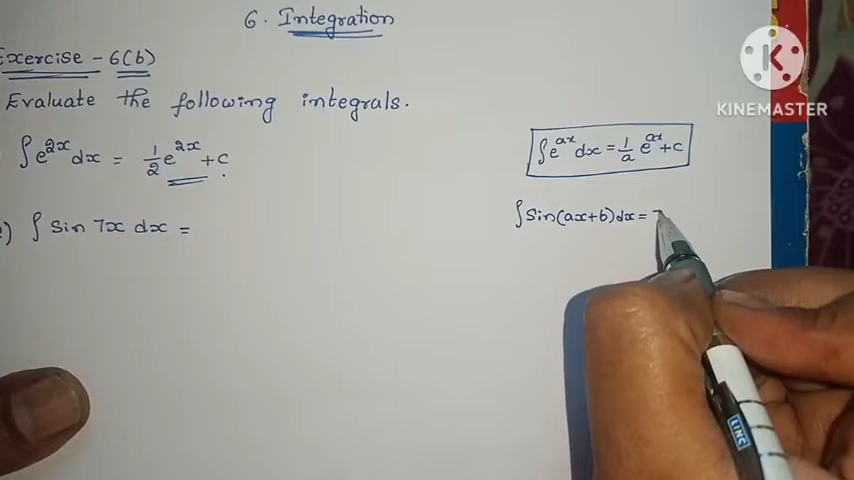 6. Integration
Exercise - 6(b)
Evaluate the following integrals.
∫e^{2x}dx = 1/2 e^{2x} + c
∫e^{ax}dx = 1/a e^{ax} + c
) ∫ Sin 7x dx =
∫Sin(ax+b)dx = -
KINEMASTER
LINC